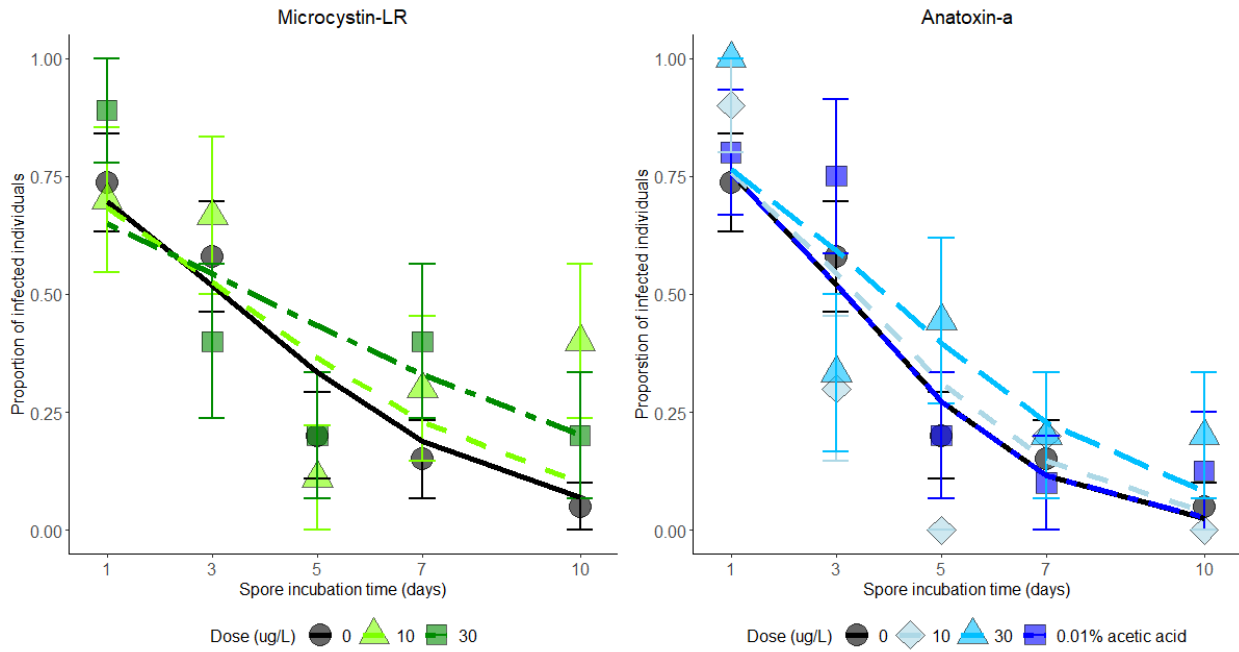 Microcystin-LR
Proportion of infected individuals
1.00
0.75
0.50
0.25
0.00
1 3 5 7 10
Spore incubation time (days)
Dose (ug/L) 0 10 30
Anatoxin-a
Proporstion of infected individuals
1.00
0.75
0.50
0.25
0.00
1 3 5 7 10
Spore incubation time (days)
Dose (ug/L) 0 10 30 0.01% acetic acid